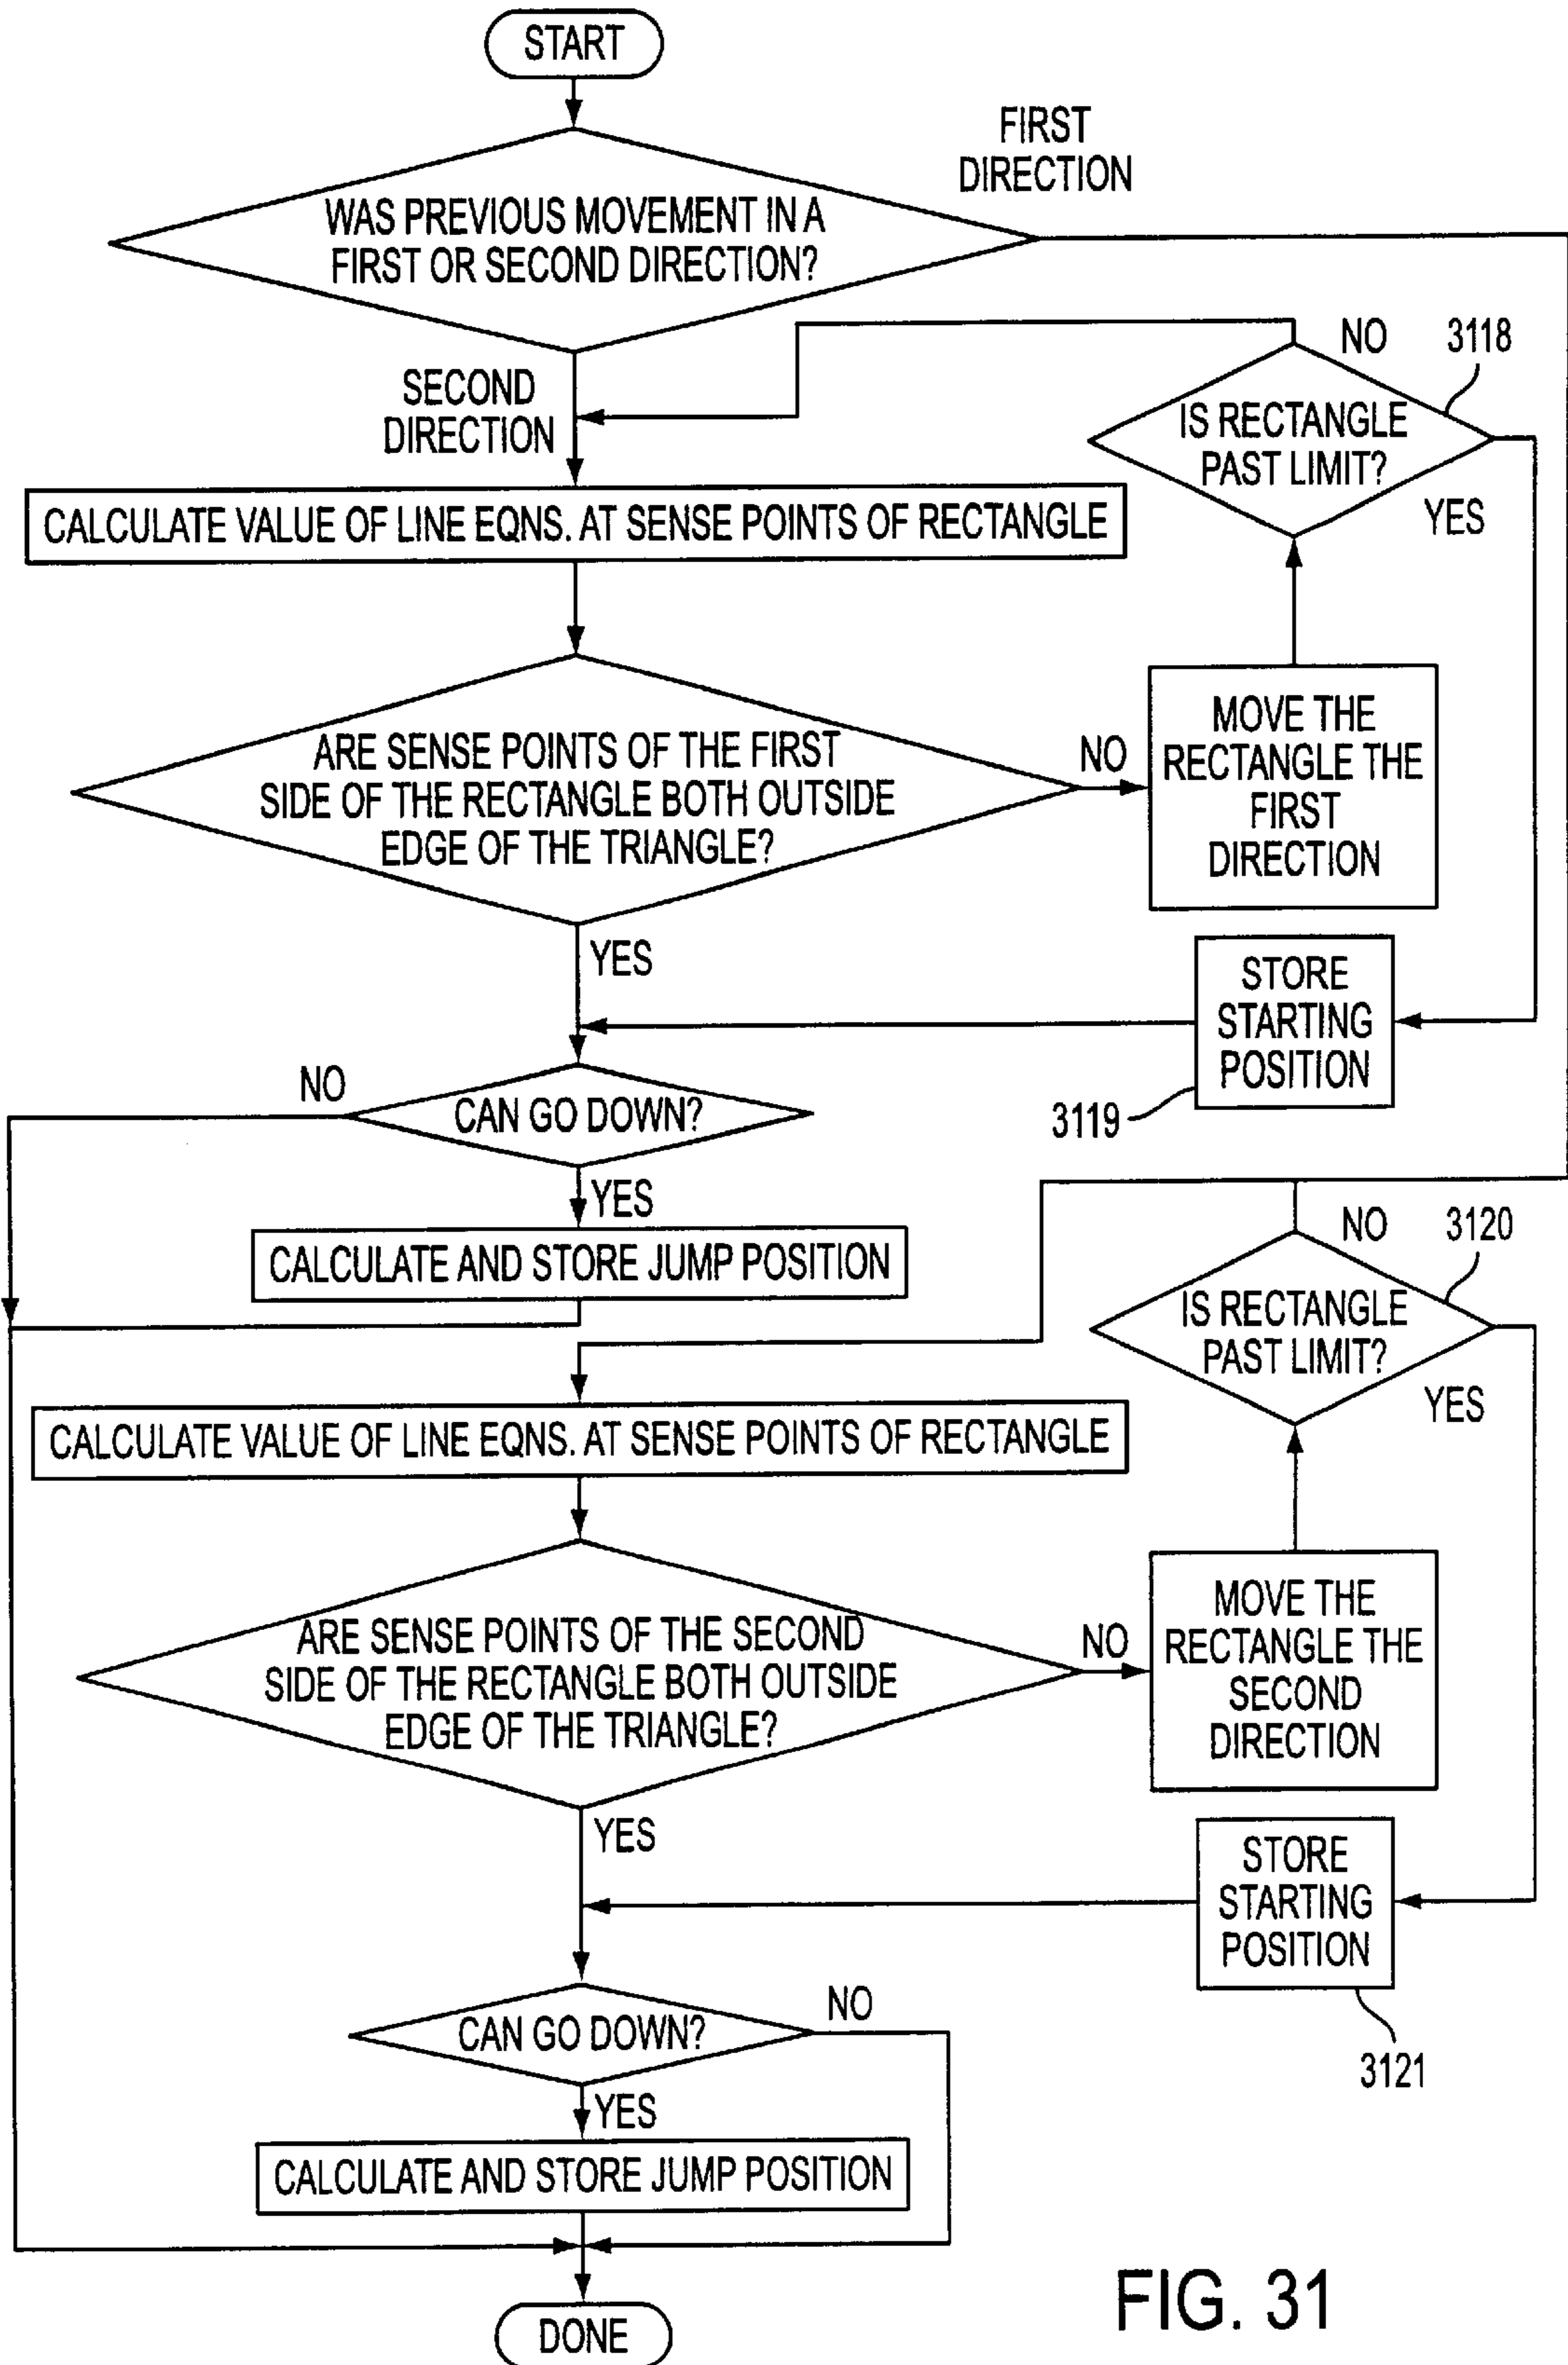 START
FIRST
DIRECTION
WAS PREVIOUS MOVEMENT IN A
FIRST OR SECOND DIRECTION?
NO
3118
SECOND
DIRECTION
IS RECTANGLE
PAST LIMIT?
YES
CALCULATE VALUE OF LINE EQNS. AT SENSE POINTS OF RECTANGLE
ARE SENSE POINTS OF THE FIRST
SIDE OF THE RECTANGLE BOTH OUTSIDE
EDGE OF THE TRIANGLE?
NO
MOVE THE
RECTANGLE THE
FIRST
DIRECTION
YES
STORE
STARTING
POSITION
3119
NO
CAN GO DOWN?
YES
CALCULATE AND STORE JUMP POSITION
NO
3120
IS RECTANGLE
PAST LIMIT?
YES
CALCULATE VALUE OF LINE EQNS. AT SENSE POINTS OF RECTANGLE
ARE SENSE POINTS OF THE SECOND
SIDE OF THE RECTANGLE BOTH OUTSIDE
EDGE OF THE TRIANGLE?
NO
MOVE THE
RECTANGLE THE
SECOND
DIRECTION
YES
STORE
STARTING
POSITION
3121
CAN GO DOWN?
NO
YES
CALCULATE AND STORE JUMP POSITION
DONE
FIG. 31